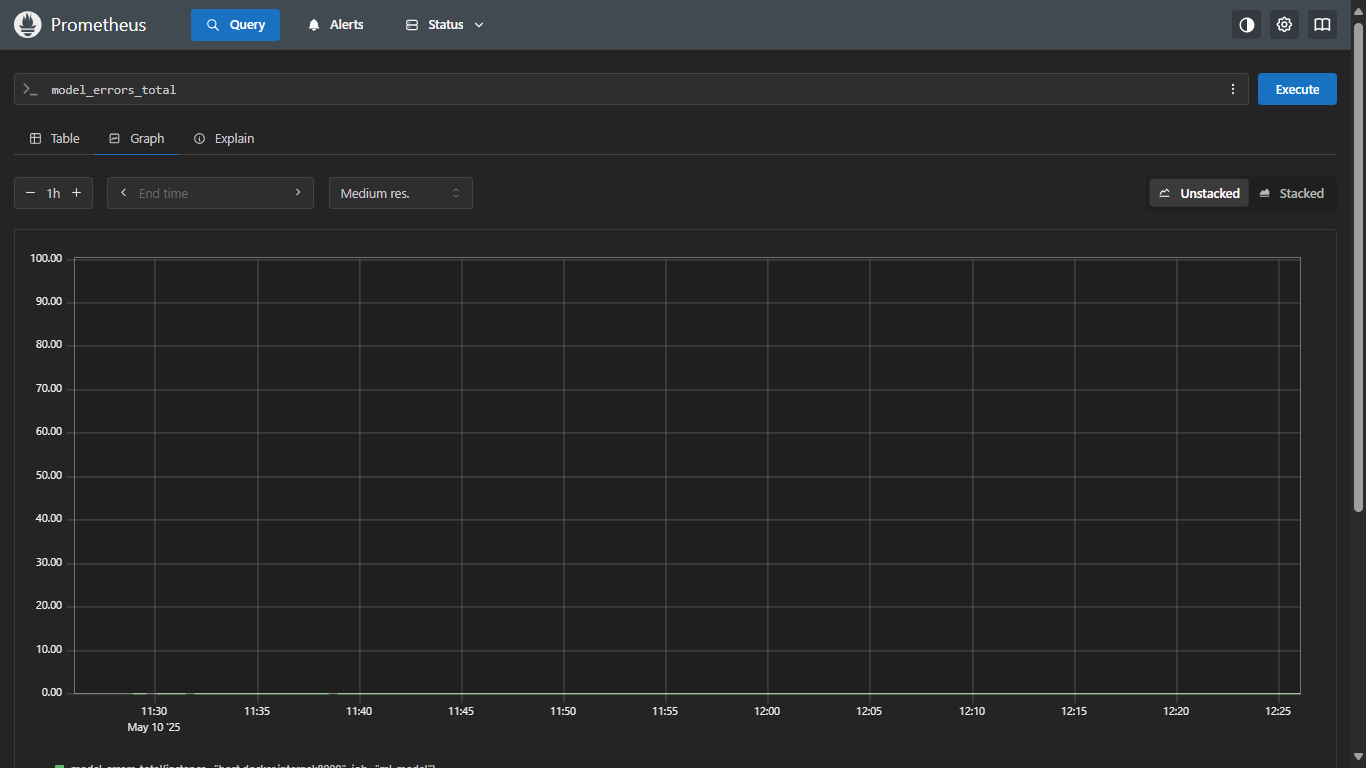 Prometheus Query Alerts Status
model_errors_total Execute
Table Graph Explain
1h End time Medium res. Unstacked Stacked
100.00
90.00
80.00
70.00
60.00
50.00
40.00
30.00
20.00
10.00
0.00
11:30 11:35 11:40 11:45 11:50 11:55 12:00 12:05 12:10 12:15 12:20 12:25
May 10 '25